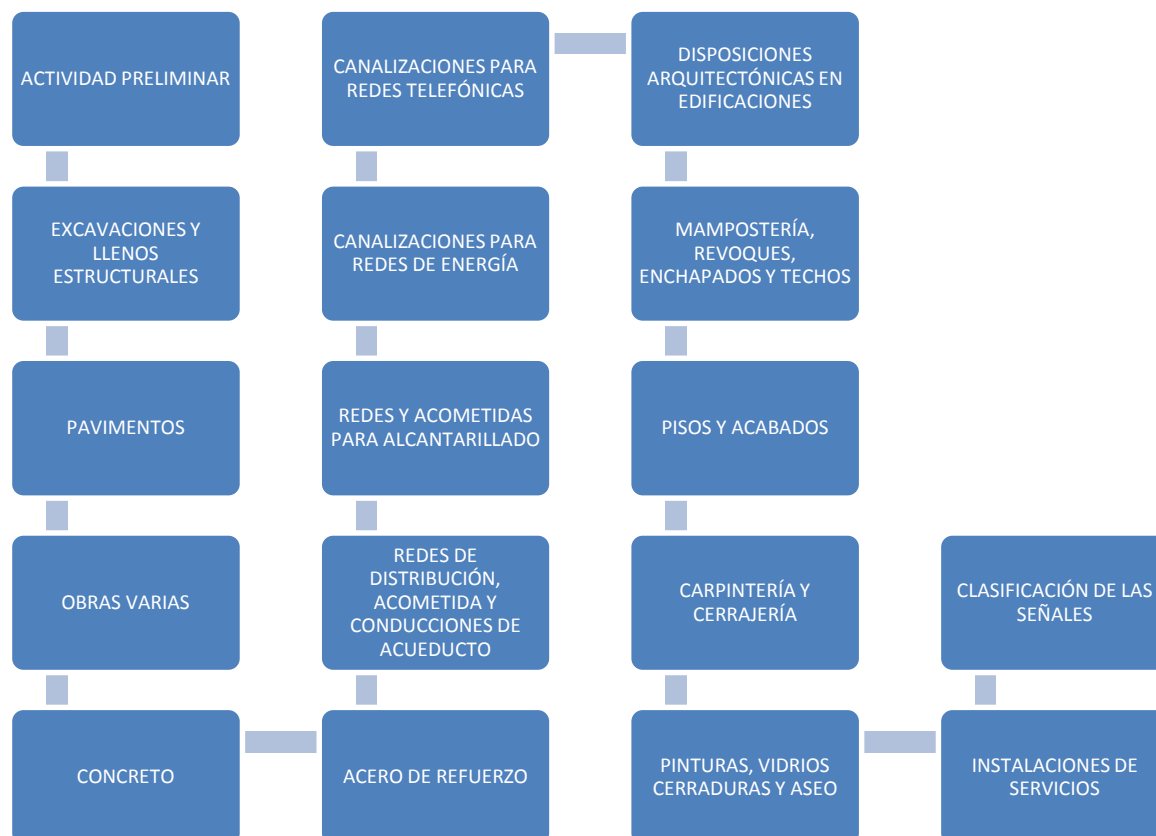 ACTIVIDAD PRELIMINAR
EXCAVACIONES Y
LLENOS
ESTRUCTURALES
PAVIMENTOS
OBRAS VARIAS
CONCRETO
ACERO DE REFUERZO
REDES DE
DISTRIBUCIÓN,
ACOMETIDA Y
CONDUCCIONES DE
ACUEDUCTO
REDES Y ACOMETIDAS
PARA ALCANTARILLADO
CANALIZACIONES PARA
REDES DE ENERGÍA
CANALIZACIONES PARA
REDES TELEFÓNICAS
DISPOSICIONES
ARQUITECTÓNICAS EN
EDIFICACIONES
MAMPOSTERÍA,
REVOQUES,
ENCHAPADOS Y TECHOS
PISOS Y ACABADOS
CARPINTERÍA Y
CERRAJERÍA
PINTURAS, VIDRIOS
CERRADURAS Y ASEO
INSTALACIONES DE
SERVICIOS
CLASIFICACIÓN DE LAS
SEÑALES